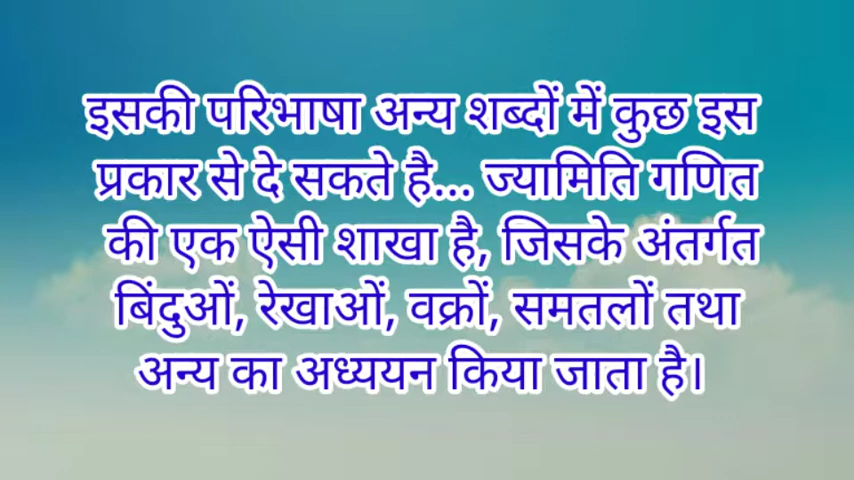 इसकी परिभाषा अन्य शब्दों में कुछ इस
प्रकार से दे सकते है... ज्यामिति गणित
की एक ऐसी शाखा है, जिसके अंतर्गत
बिंदुओं, रेखाओं, वक्रों, समतलों तथा
अन्य का अध्ययन किया जाता है।